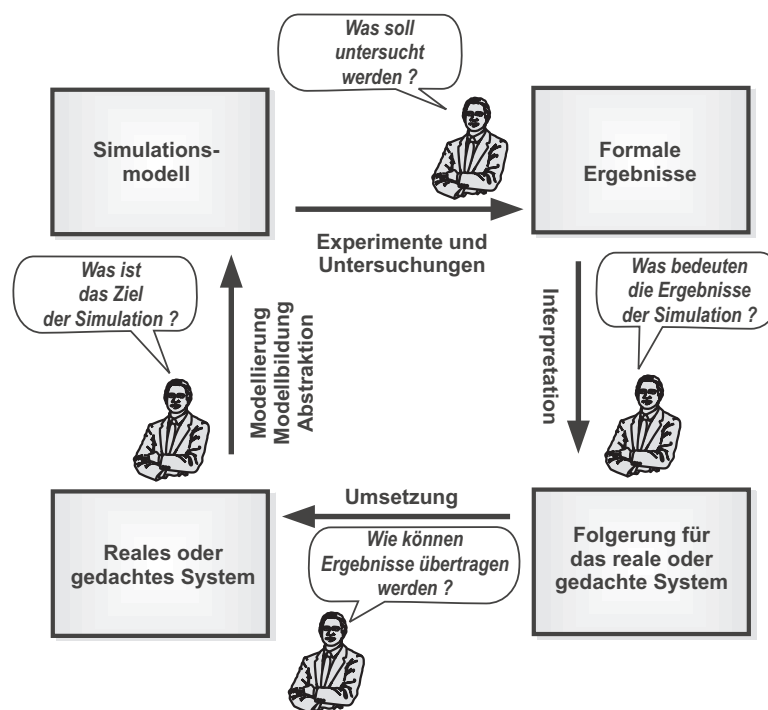 Was soll
untersucht
werden ?
Simulations-
modell
Formale
Ergebnisse
Experimente und
Untersuchungen
Was ist
das Ziel
der Simulation ?
Modellierung
Modellbildung
Abstraktion
Interpretation
Was bedeuten
die Ergebnisse
der Simulation ?
Umsetzung
Reales oder
gedachtes System
Wie können
Ergebnisse übertragen
werden ?
Folgerung für
das reale oder
gedachte System